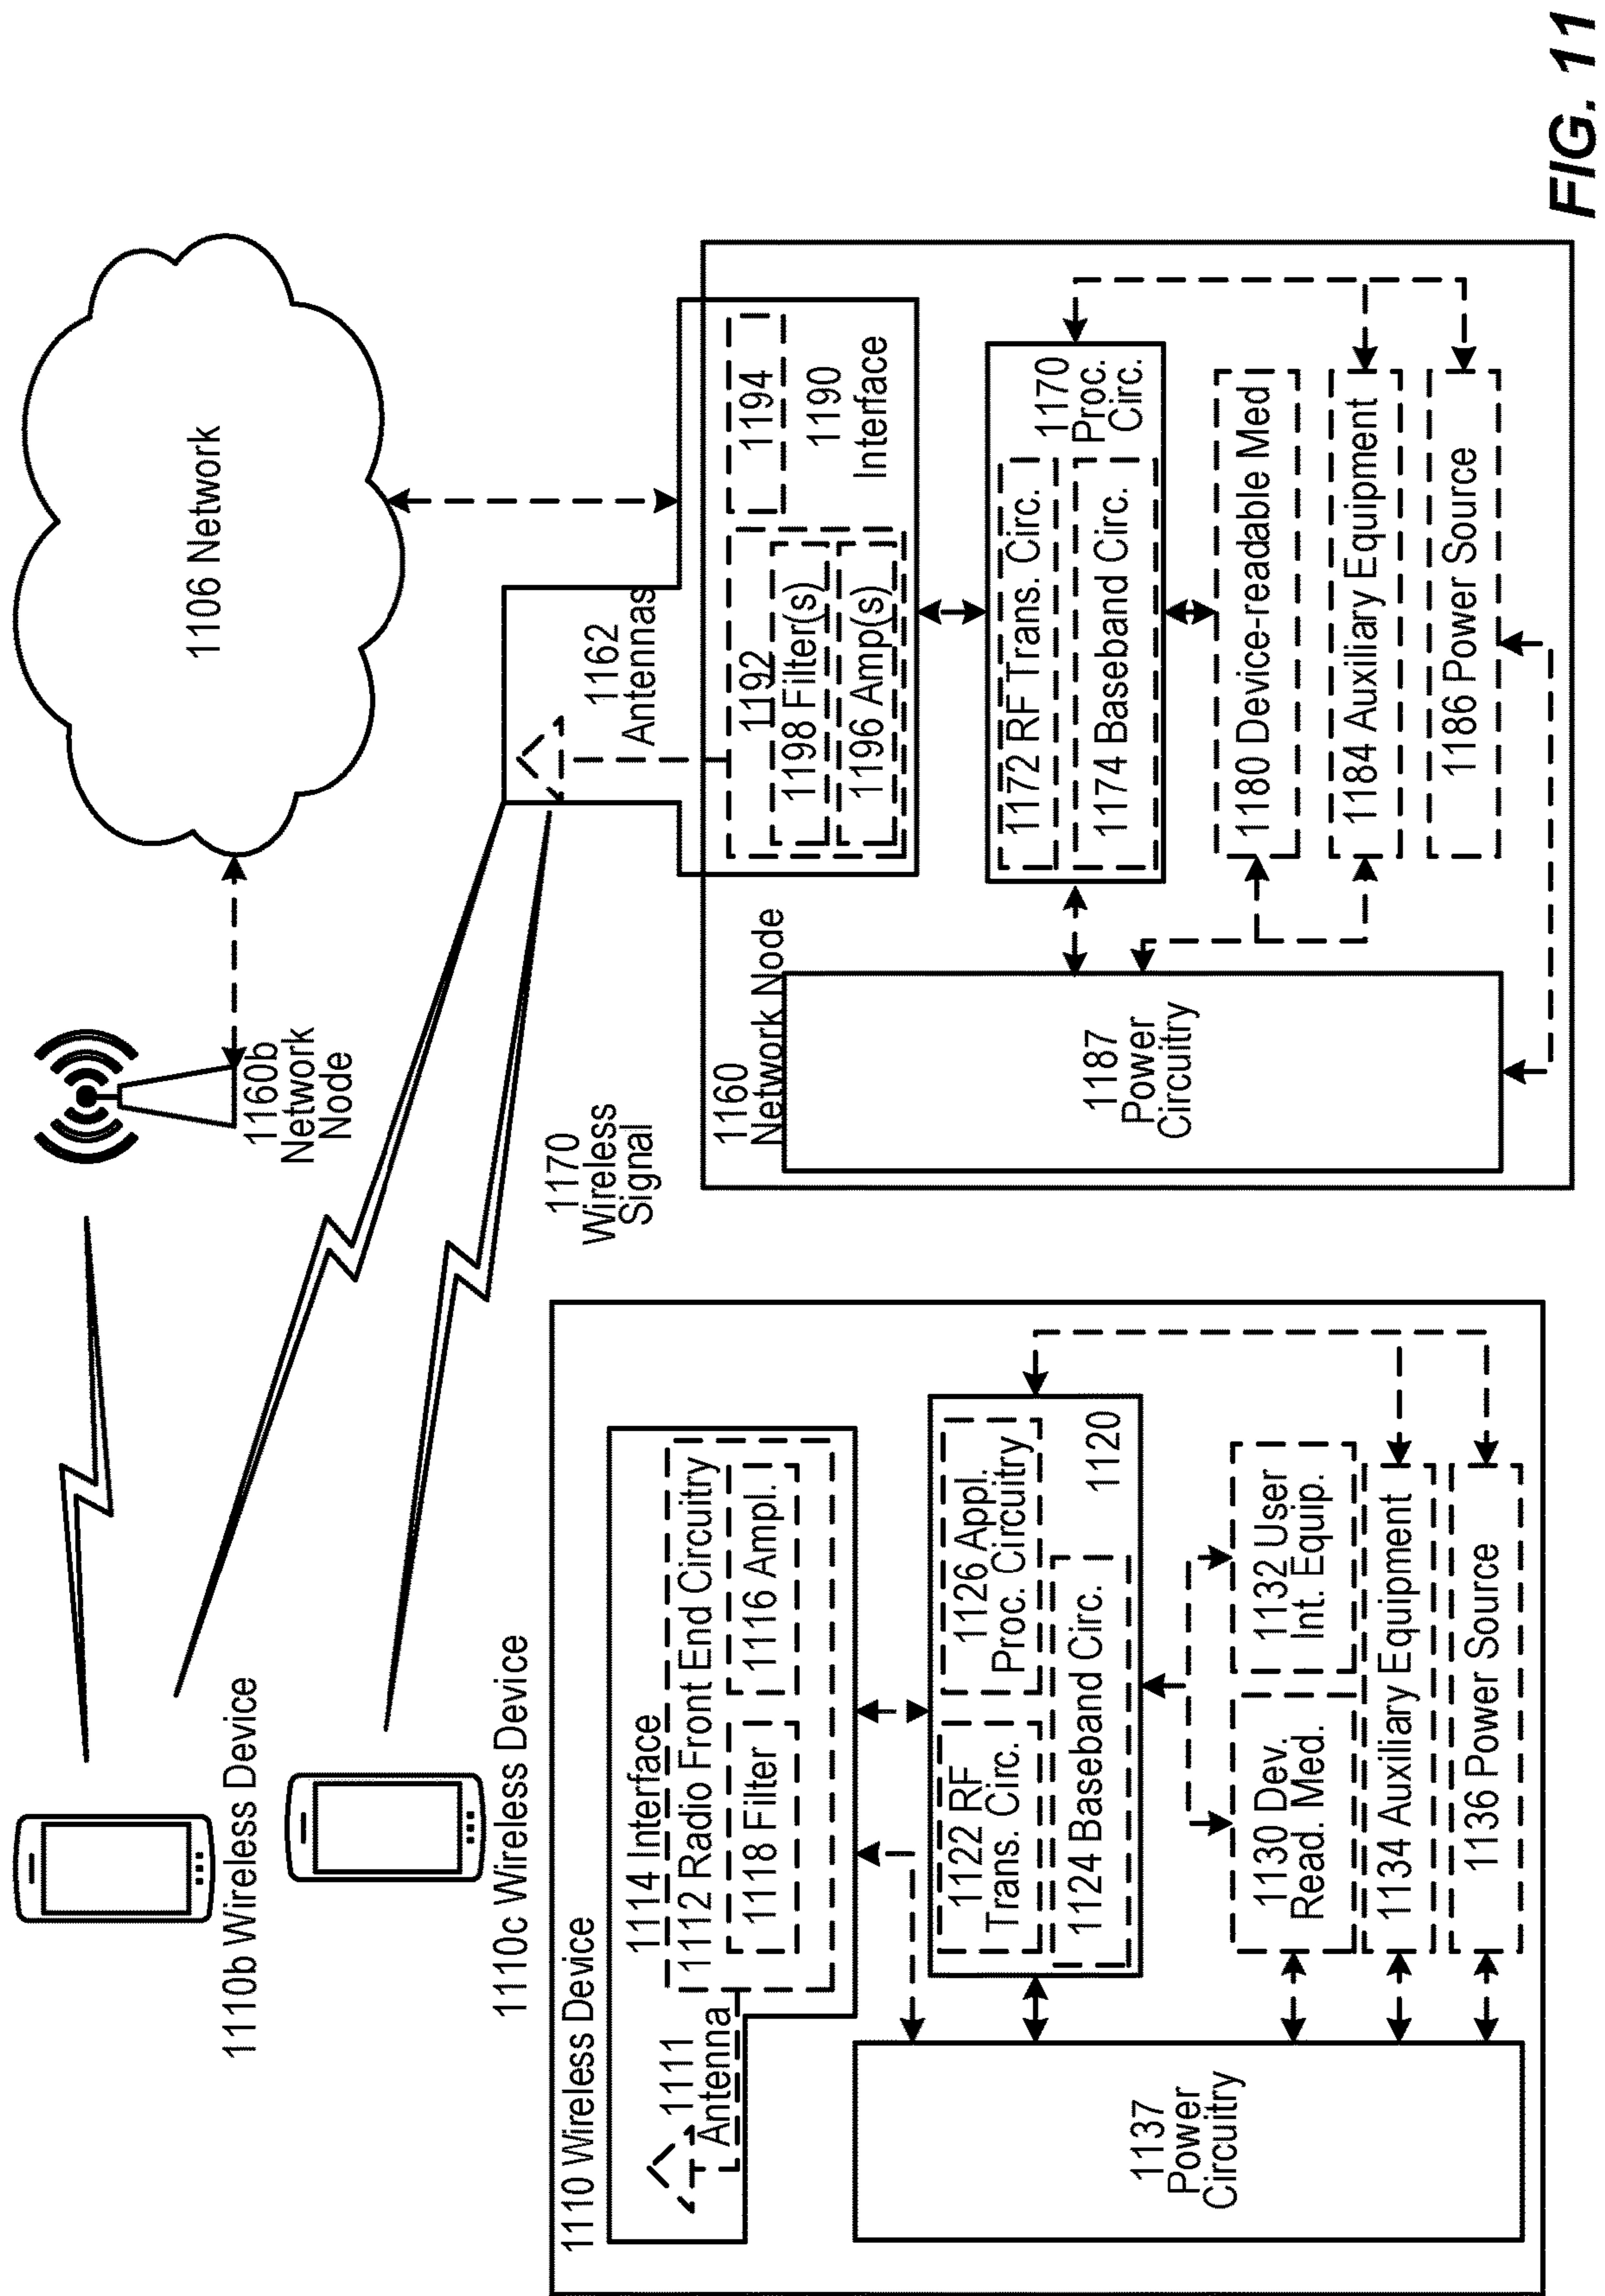 1106 Network
1160b
Network
Node
1110b Wireless Device
1110c Wireless Device
1170
Wireless
Signal
1110 Wireless Device
1114 Interface
1112 Radio Front End Circuitry
1118 Filter
1116 Ampl.
1111
Antenna
1122 RF
Trans. Circ.
1126 Appl.
Proc. Circuitry
1124 Baseband Circ.
1120
1137
Power
Circuitry
1130 Dev.
Read. Med.
1132 User
Int. Equip.
1134 Auxiliary Equipment
1136 Power Source
1160
Network Node
1162
Antennas
1192
1198 Filter(s)
1196 Amp(s)
1194
1190
Interface
1172 RF Trans. Circ.
1174 Baseband Circ.
1170
Proc.
Circ.
1187
Power
Circuitry
1180 Device-readable Med
1184 Auxiliary Equipment
1186 Power Source
FIG. 11